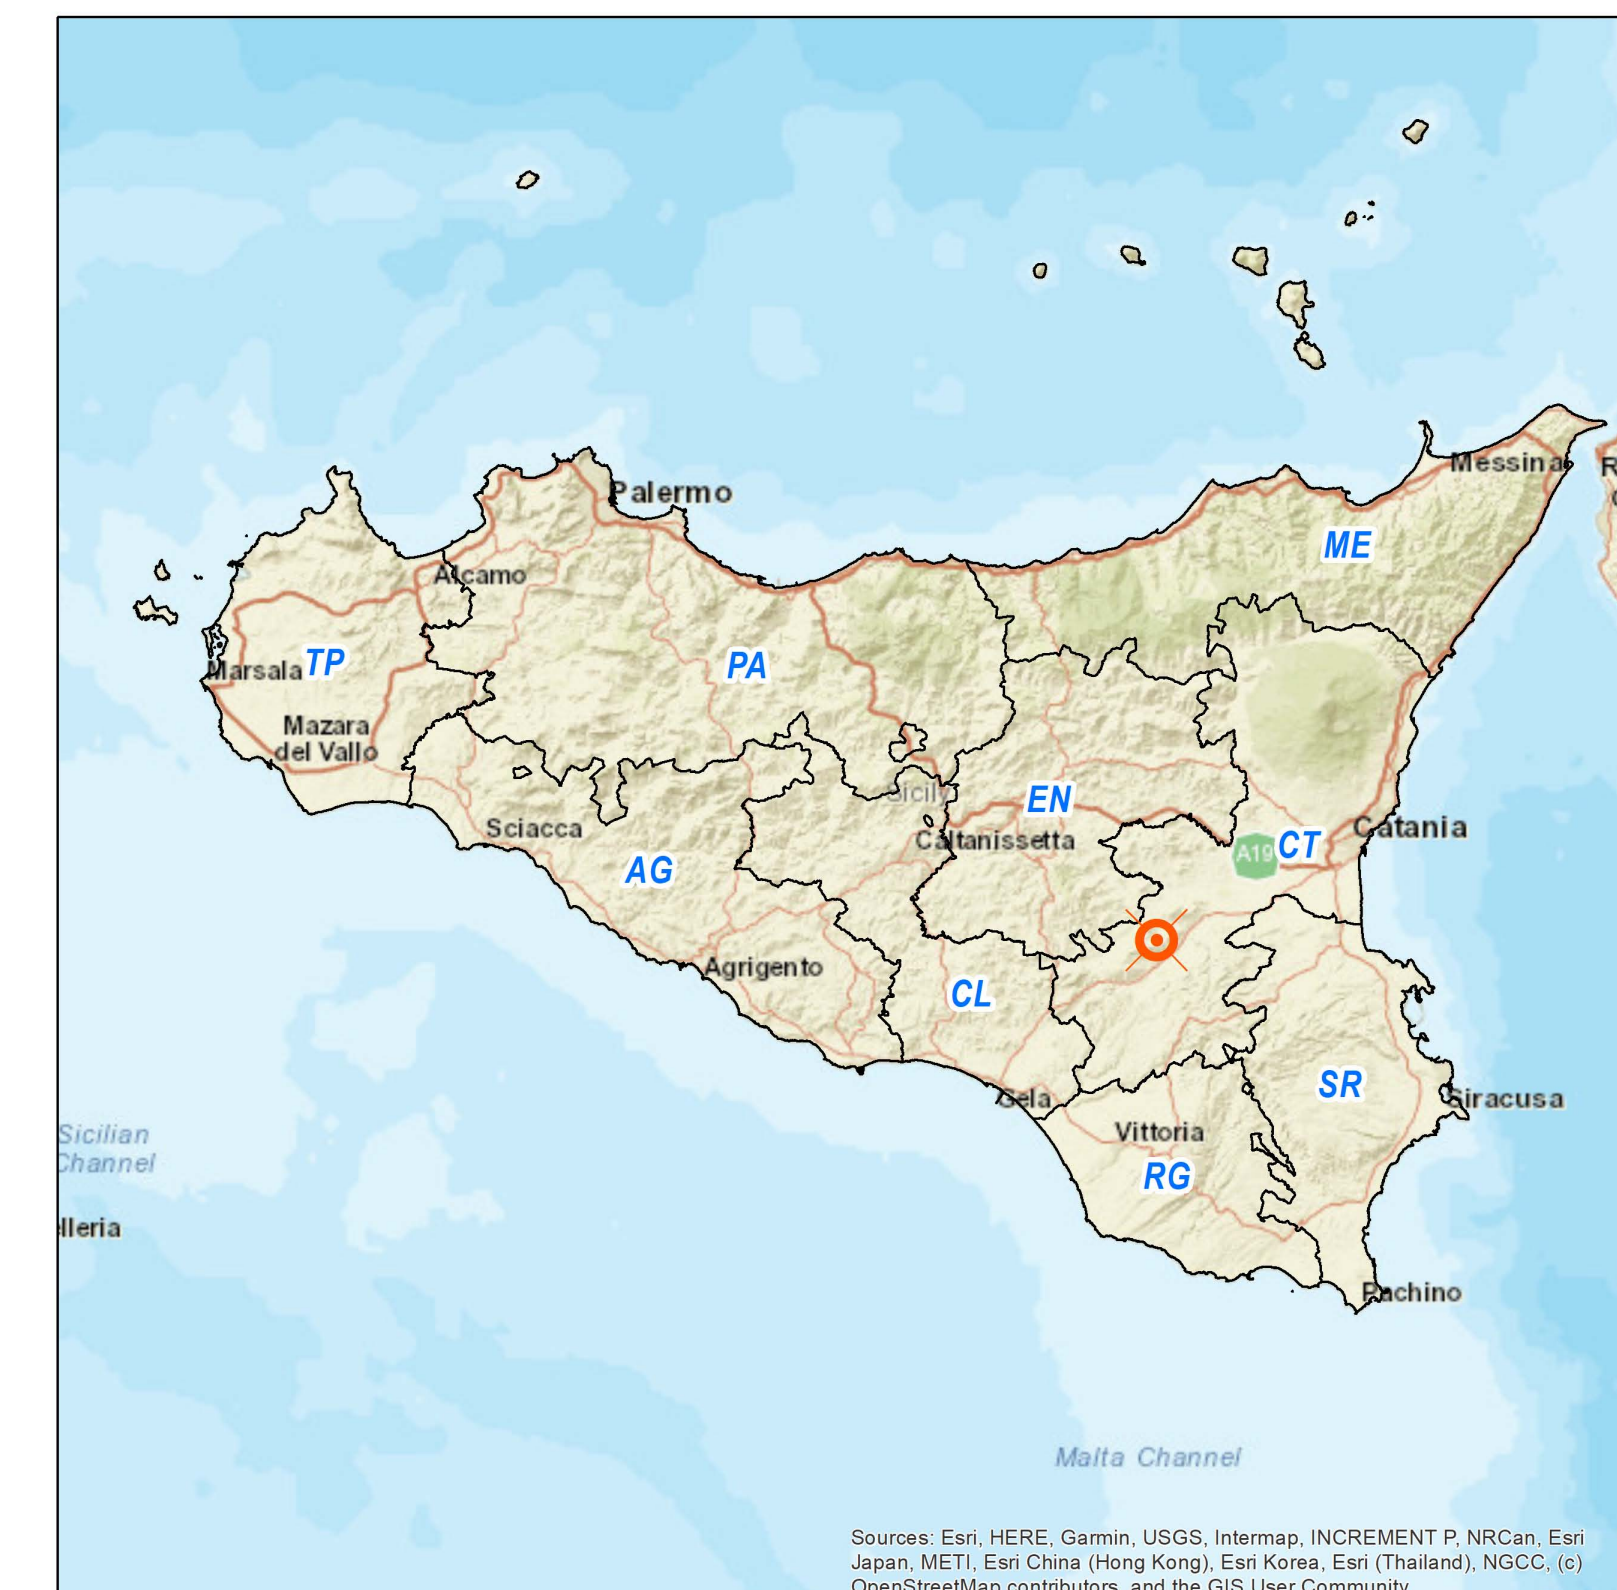 Messina
R
Palermo
ME
Alcamo
TP
Marsala
PA
Mazara
del Vallo
Sicily
EN
Sciacca
Caltanissetta
A19
CT
Catania
AG
Agrigento
CL
SR
Gela
Siracusa
Sicilian
Channel
Vittoria
RG
elleria
Pachino
Malta Channel
Sources: Esri, HERE, Garmin, USGS, Intermap, INCREMENT P, NRCan, Esri
Japan, METI, Esri China (Hong Kong), Esri Korea, Esri (Thailand), NGCC, (c)
OpenStreetMap contributors, and the GIS User Community